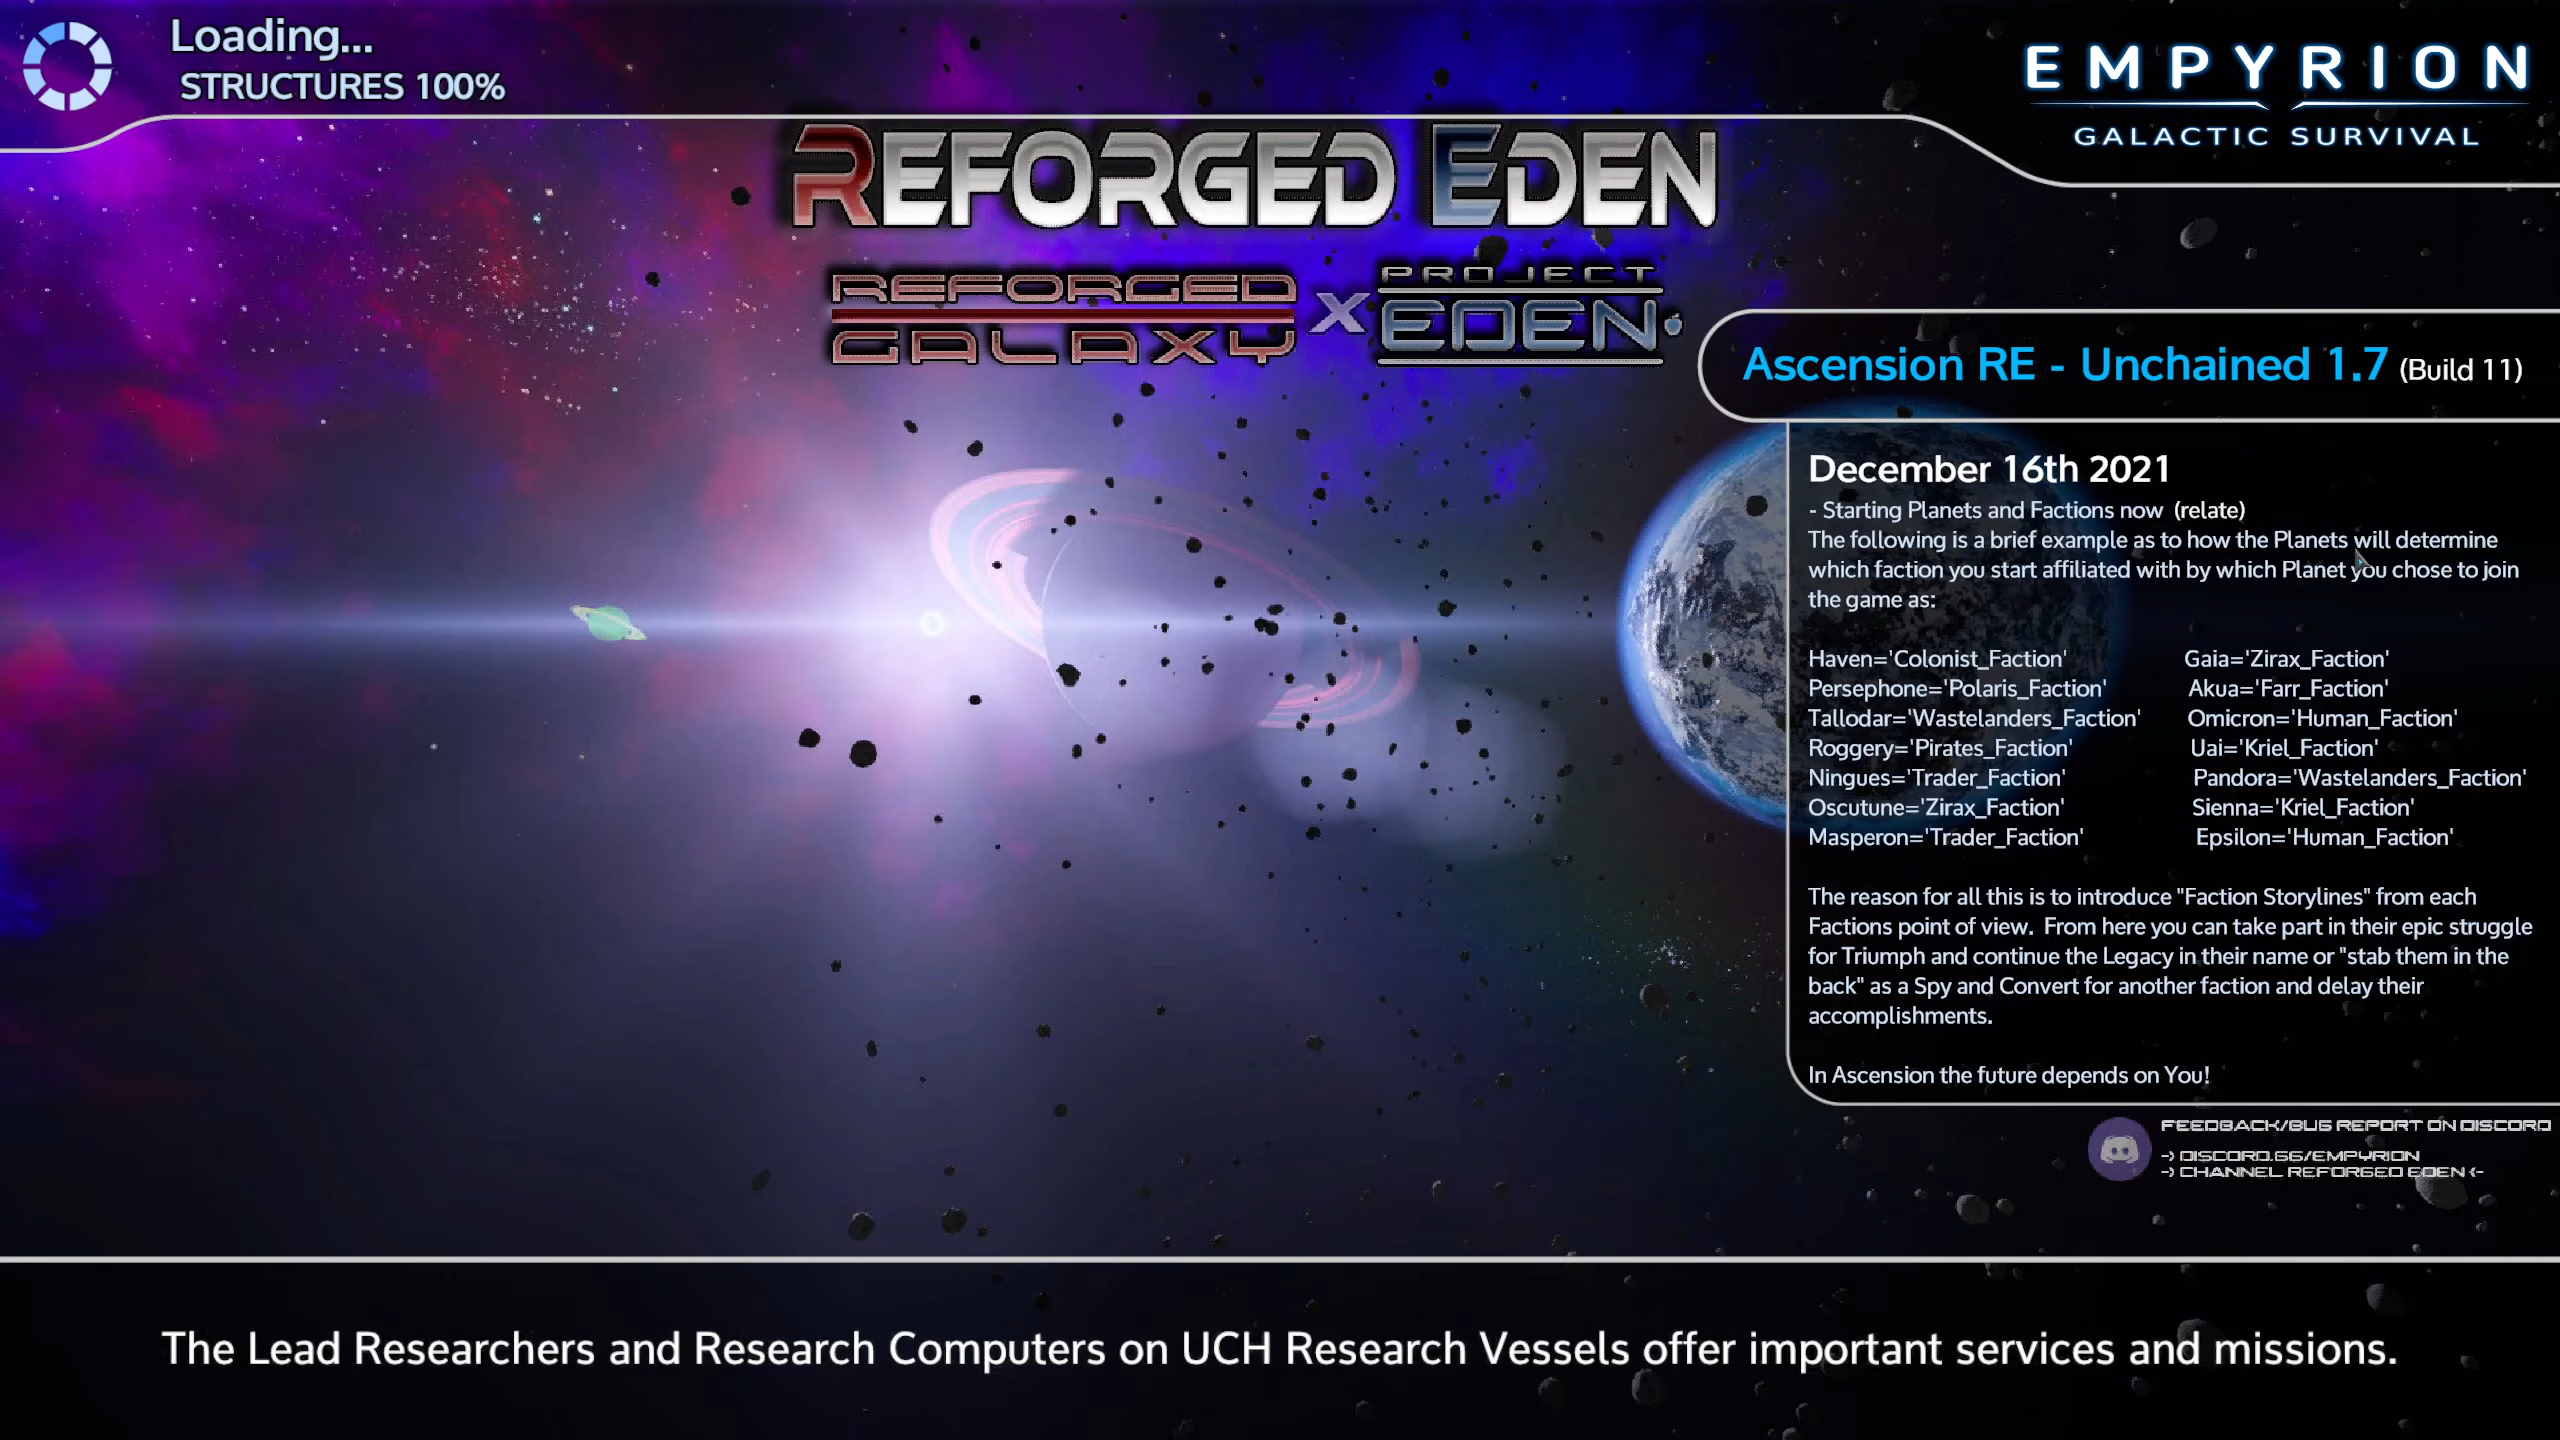 Loading...
STRUCTURES 100%
EMPYRION
GALACTIC SURVIVAL
REFORGED EDEN
REFORGED GALAXY X PROJECT EDEN
Ascension RE - Unchained 1.7 (Build 11)
December 16th 2021
- Starting Planets and Factions now (relate)
The following is a brief example as to how the Planets will determine
which faction you start affiliated with by which Planet you chose to join
the game as:
Haven='Colonist_Faction' Gaia='Zirax_Faction'
Persephone='Polaris_Faction' Akua='Farr_Faction'
Tallodar='Wastelanders_Faction' Omicron='Human_Faction'
Roggery='Pirates_Faction' Uai='Kriel_Faction'
Ningues='Trader_Faction' Pandora='Wastelanders_Faction'
Oscutune='Zirax_Faction' Sienna='Kriel_Faction'
Masperon='Trader_Faction' Epsilon='Human_Faction'
The reason for all this is to introduce "Faction Storylines" from each
Factions point of view. From here you can take part in their epic struggle
for Triumph and continue the Legacy in their name or "stab them in the
back" as a Spy and Convert for another faction and delay their
accomplishments.
In Ascension the future depends on You!
FEEDBACK/BUG REPORT ON DISCORD
-> DISCORD.GG/EMPYRION
-> CHANNEL REFORGED EDEN <-
The Lead Researchers and Research Computers on UCH Research Vessels offer important services and missions.